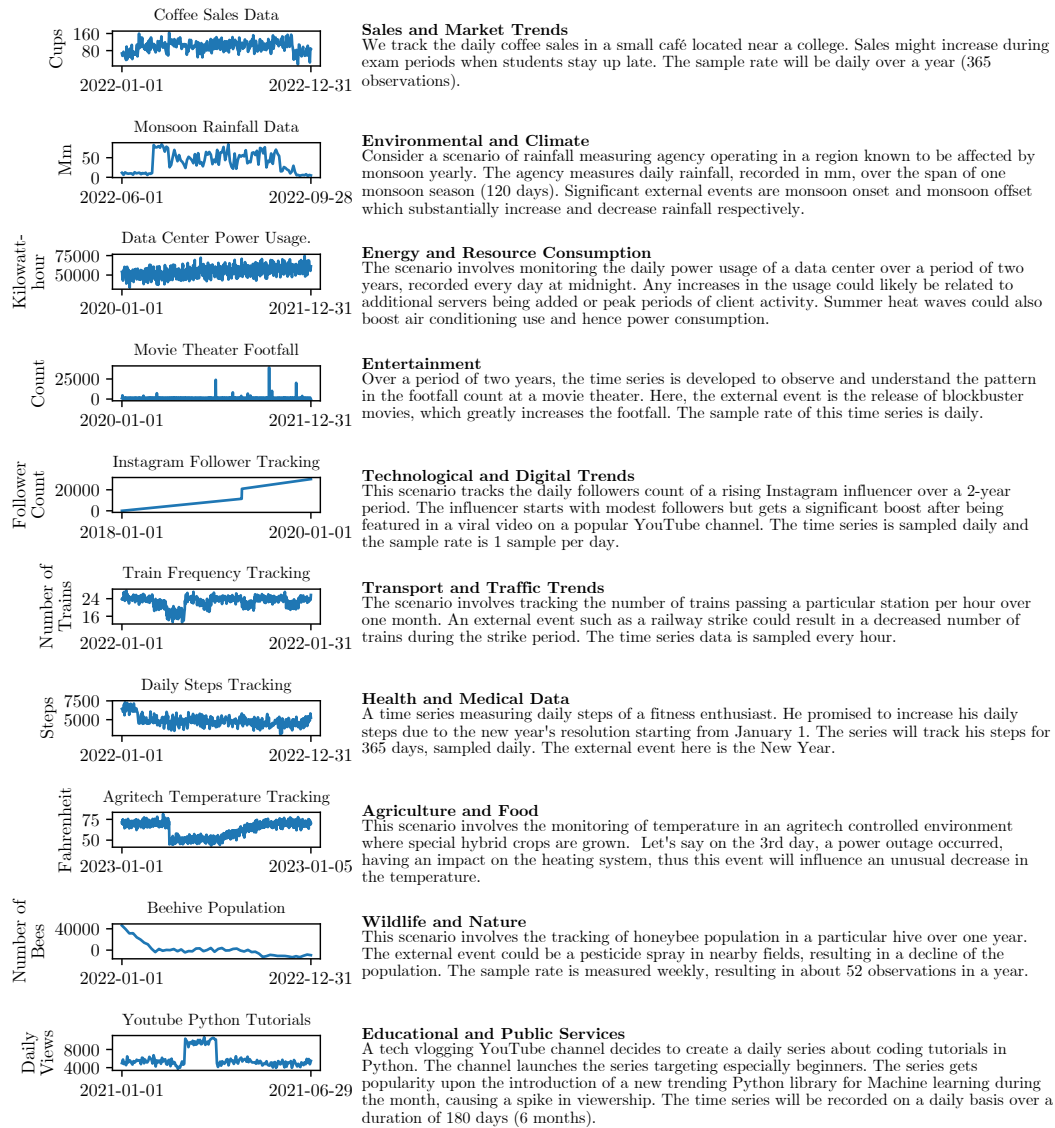 Coffee Sales Data
160
80
Cups
2022-01-01
2022-12-31
Sales and Market Trends
We track the daily coffee sales in a small café located near a college. Sales might increase during
exam periods when students stay up late. The sample rate will be daily over a year (365
observations).
Monsoon Rainfall Data
50
0
Mm
2022-06-01
2022-09-28
Environmental and Climate
Consider a scenario of rainfall measuring agency operating in a region known to be affected by
monsoon yearly. The agency measures daily rainfall, recorded in mm, over the span of one
monsoon season (120 days). Significant external events are monsoon onset and monsoon offset
which substantially increase and decrease rainfall respectively.
Data Center Power Usage.
75000
50000
Kilowatt-
hour
2020-01-01
2021-12-31
Energy and Resource Consumption
The scenario involves monitoring the daily power usage of a data center over a period of two
years, recorded every day at midnight. Any increases in the usage could likely be related to
additional servers being added or peak periods of client activity. Summer heat waves could also
boost air conditioning use and hence power consumption.
Movie Theater Footfall
25000
0
Count
2020-01-01
2021-12-31
Entertainment
Over a period of two years, the time series is developed to observe and understand the pattern
in the footfall count at a movie theater. Here, the external event is the release of blockbuster
movies, which greatly increases the footfall. The sample rate of this time series is daily.
Instagram Follower Tracking
20000
0
Follower
Count
2018-01-01
2020-01-01
Technological and Digital Trends
This scenario tracks the daily followers count of a rising Instagram influencer over a 2-year
period. The influencer starts with modest followers but gets a significant boost after being
featured in a viral video on a popular YouTube channel. The time series is sampled daily and
the sample rate is 1 sample per day.
Train Frequency Tracking
24
16
Number of
Trains
2022-01-01
2022-01-31
Transport and Traffic Trends
The scenario involves tracking the number of trains passing a particular station per hour over
one month. An external event such as a railway strike could result in a decreased number of
trains during the strike period. The time series data is sampled every hour.
Daily Steps Tracking
7500
5000
Steps
2022-01-01
2022-12-31
Health and Medical Data
A time series measuring daily steps of a fitness enthusiast. He promised to increase his daily
steps due to the new year's resolution starting from January 1. The series will track his steps for
365 days, sampled daily. The external event here is the New Year.
Agritech Temperature Tracking
75
50
Fahrenheit
2023-01-01
2023-01-05
Agriculture and Food
This scenario involves the monitoring of temperature in an agritech controlled environment
where special hybrid crops are grown. Let's say on the 3rd day, a power outage occurred,
having an impact on the heating system, thus this event will influence an unusual decrease in
the temperature.
Beehive Population
40000
0
Number of
Bees
2022-01-01
2022-12-31
Wildlife and Nature
This scenario involves the tracking of honeybee population in a particular hive over one year.
The external event could be a pesticide spray in nearby fields, resulting in a decline of the
population. The sample rate is measured weekly, resulting in about 52 observations in a year.
Youtube Python Tutorials
8000
4000
Daily
Views
2021-01-01
2021-06-29
Educational and Public Services
A tech vlogging YouTube channel decides to create a daily series about coding tutorials in
Python. The channel launches the series targeting especially beginners. The series gets
popularity upon the introduction of a new trending Python library for Machine learning during
the month, causing a spike in viewership. The time series will be recorded on a daily basis over a
duration of 180 days (6 months).